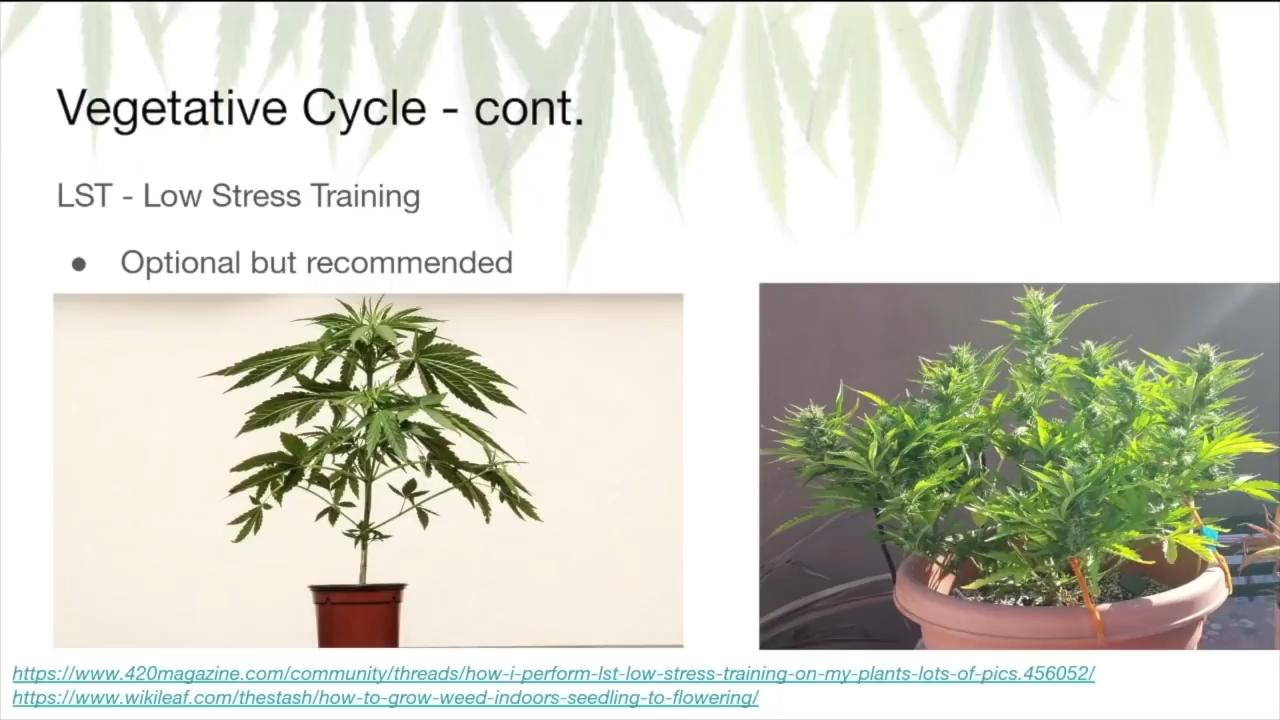 Vegetative Cycle - cont.
LST - Low Stress Training
● Optional but recommended
https://www.420magazine.com/community/threads/how-i-perform-lst-low-stress-training-on-my-plants-lots-of-pics.456052/
https://www.wikileaf.com/thestash/how-to-grow-weed-indoors-seedling-to-flowering/